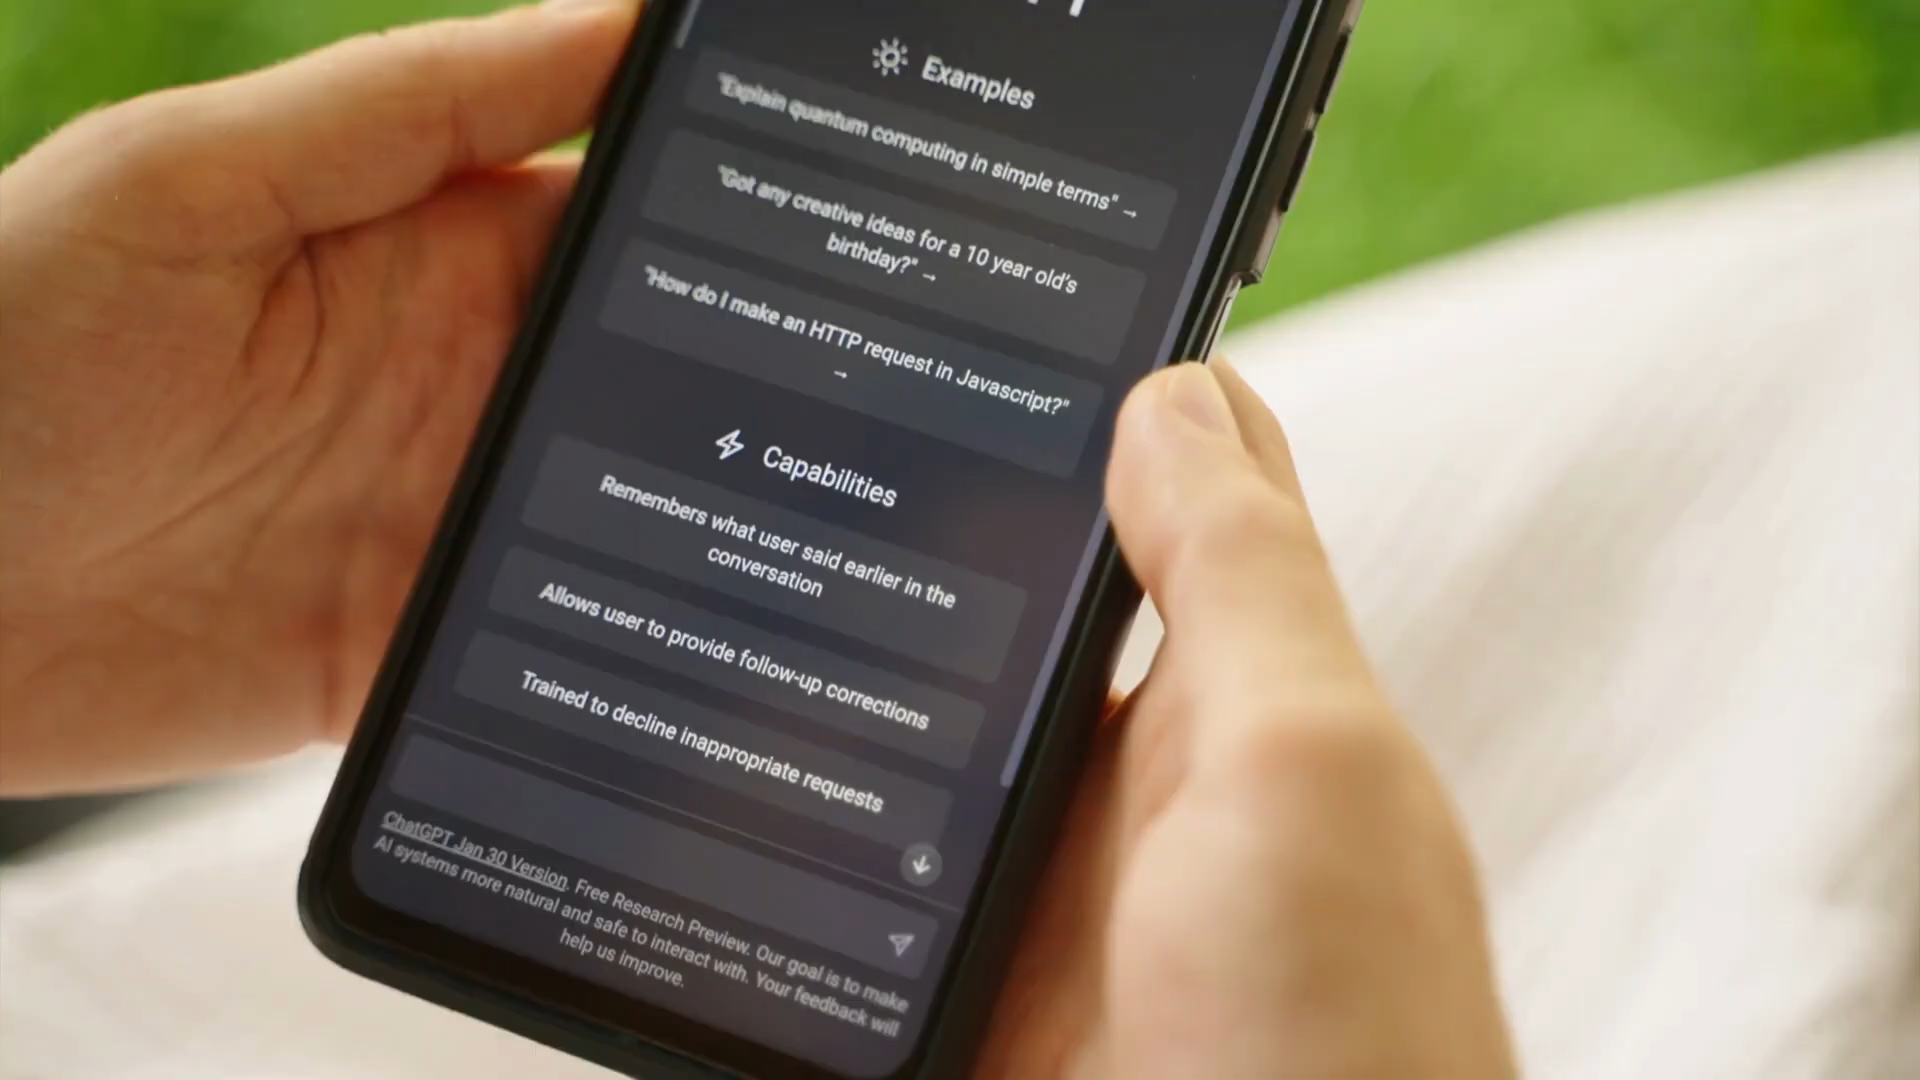 Examples
"Explain quantum computing in simple terms" →
"Got any creative ideas for a 10 year old's
birthday?" →
"How do I make an HTTP request in Javascript?"
→
Capabilities
Remembers what user said earlier in the
conversation
Allows user to provide follow-up corrections
Trained to decline inappropriate requests
ChatGPT Jan 30 Version. Free Research Preview. Our goal is to make
AI systems more natural and safe to interact with. Your feedback will
help us improve.